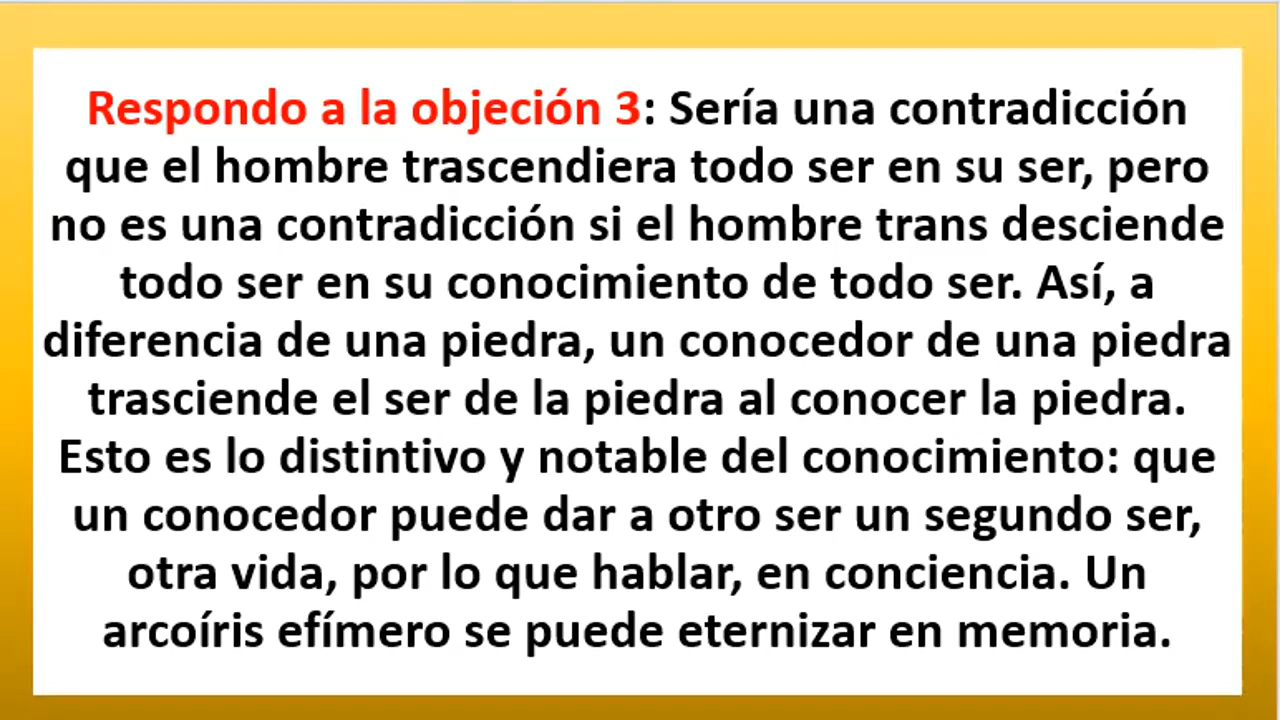 Respondo a la objeción 3: Sería una contradicción
que el hombre trascendiera todo ser en su ser, pero
no es una contradicción si el hombre trans desciende
todo ser en su conocimiento de todo ser. Así, a
diferencia de una piedra, un conocedor de una piedra
trasciende el ser de la piedra al conocer la piedra.
Esto es lo distintivo y notable del conocimiento: que
un conocedor puede dar a otro ser un segundo ser,
otra vida, por lo que hablar, en conciencia. Un
arcoíris efímero se puede eternizar en memoria.